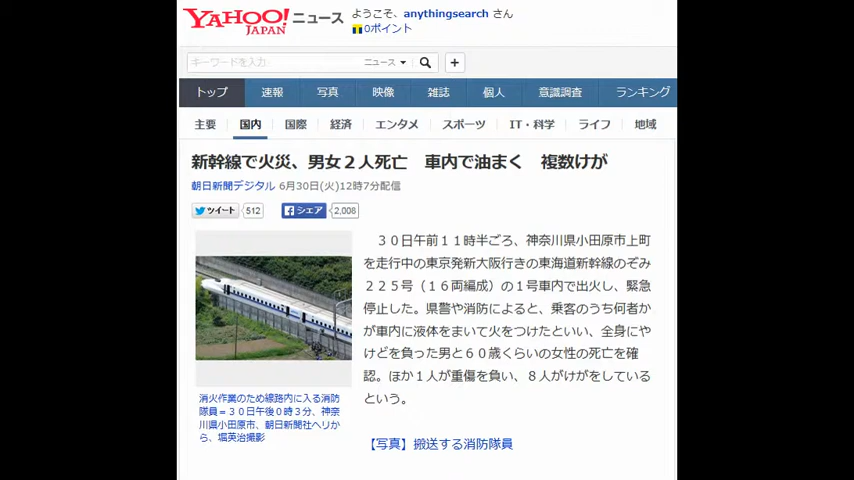 YAHOO! JAPAN ニュース
ようこそ、anythingsearch さん
0ポイント
キーワードを入力 ニュース
トップ 速報 写真 映像 雑誌 個人 意識調査 ランキング
主要 国内 国際 経済 エンタメ スポーツ IT・科学 ライフ 地域
新幹線で火災、男女２人死亡　車内で油まく　複数けが
朝日新聞デジタル 6月30日(火)12時7分配信
ツイート 512 シェア 2,008
３０日午前１１時半ごろ、神奈川県小田原市上町
を走行中の東京発新大阪行きの東海道新幹線のぞみ
２２５号（１６両編成）の１号車内で出火し、緊急
停止した。県警や消防によると、乗客のうち何者か
が車内に液体をまいて火をつけたといい、全身にや
けどを負った男と６０歳くらいの女性の死亡を確
認。ほか１人が重傷を負い、８人がけがをしている
という。
消火作業のため線路内に入る消防
隊員＝３０日午後０時３分、神奈
川県小田原市、朝日新聞社ヘリか
ら、堀英治撮影
【写真】搬送する消防隊員